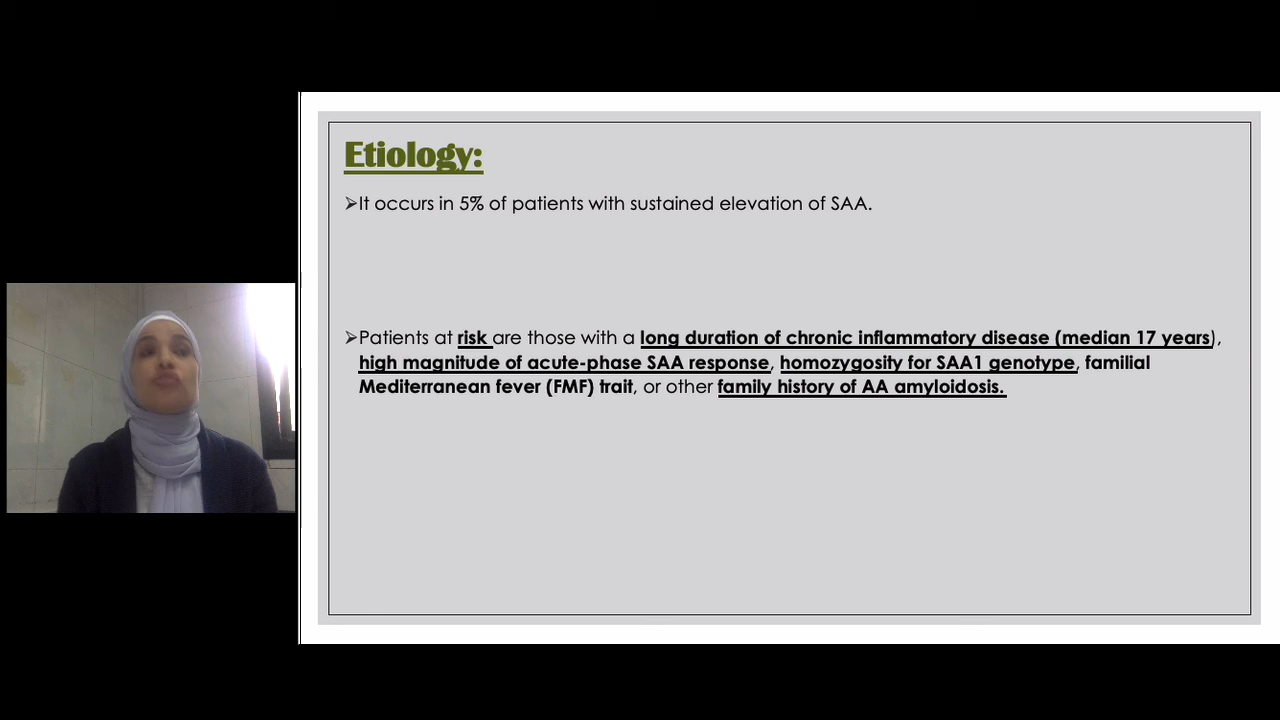 Etiology:
➢It occurs in 5% of patients with sustained elevation of SAA.
➢Patients at risk are those with a long duration of chronic inflammatory disease (median 17 years),
high magnitude of acute-phase SAA response, homozygosity for SAA1 genotype, familial
Mediterranean fever (FMF) trait, or other family history of AA amyloidosis.